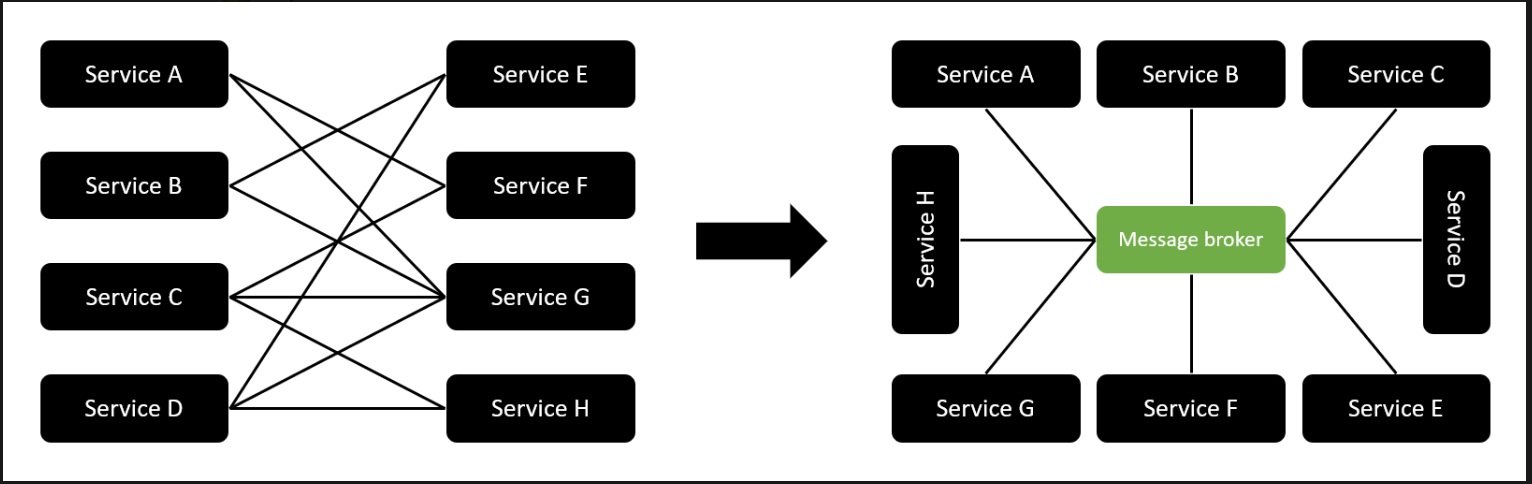 Service A
Service E
Service B
Service F
Service C
Service G
Service D
Service H
Service A
Service B
Service C
Service H
Message broker
Service D
Service G
Service F
Service E